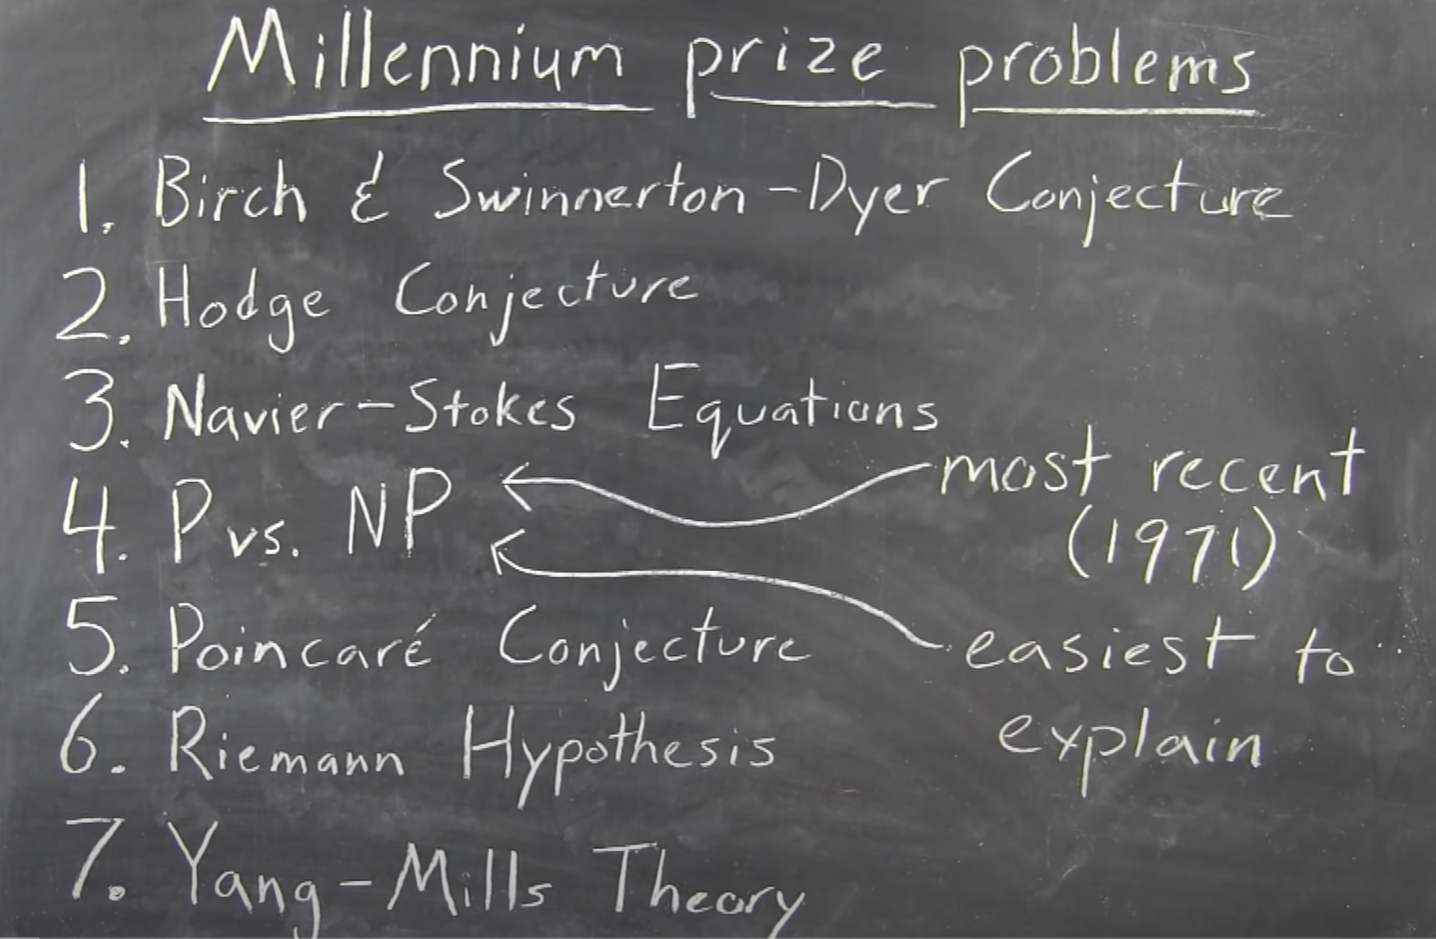 Millennium prize problems
1. Birch & Swinnerton-Dyer Conjecture
2. Hodge Conjecture
3. Navier-Stokes Equations
4. P vs. NP
most recent
(1971)
5. Poincaré Conjecture
easiest to
explain
6. Riemann Hypothesis
7. Yang-Mills Theory